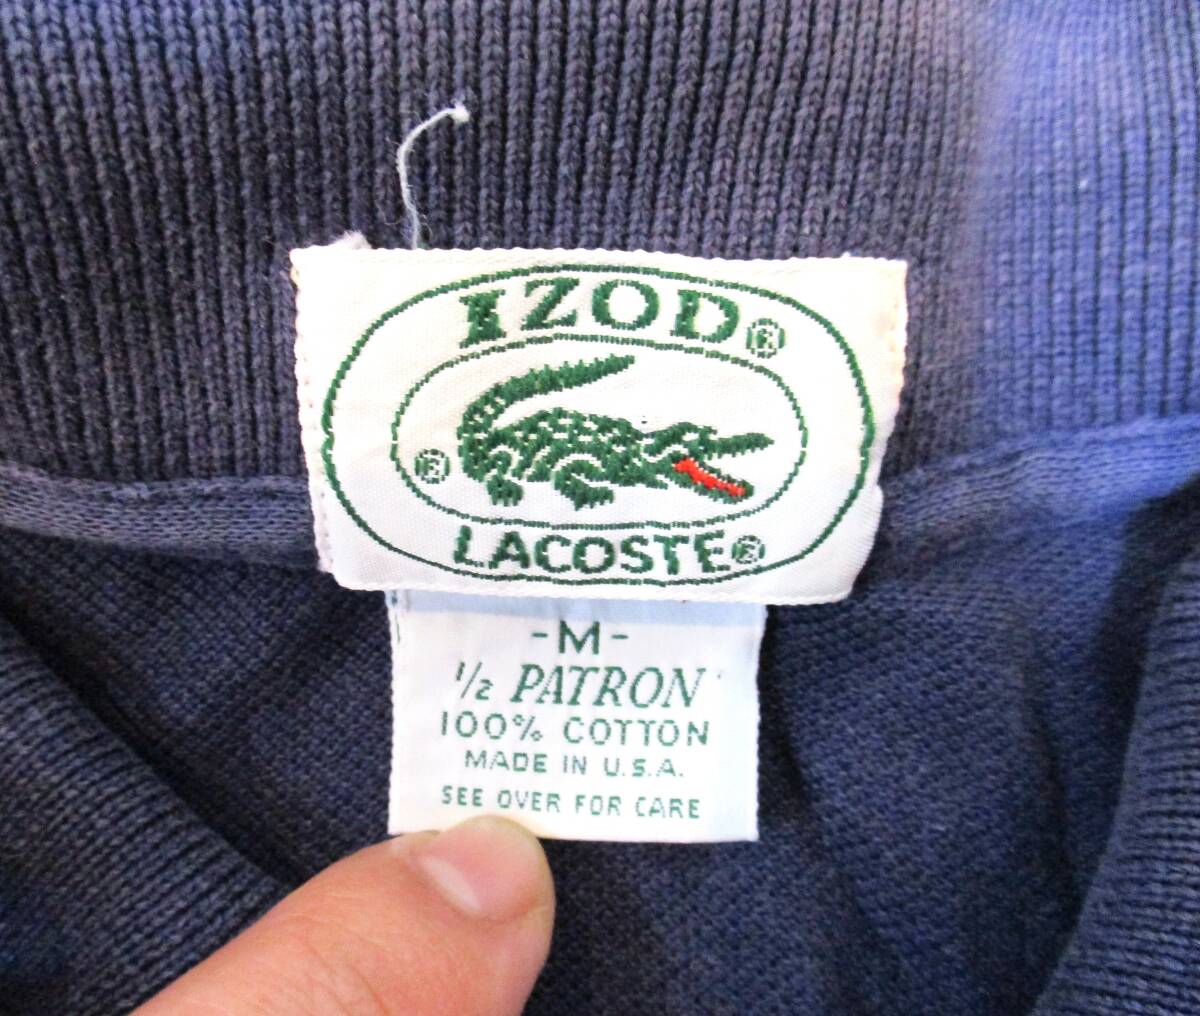 IZOD®
®
LACOSTE®
-M-
1/2 PATRON
100% COTTON
MADE IN U.S.A.
SEE OVER FOR CARE